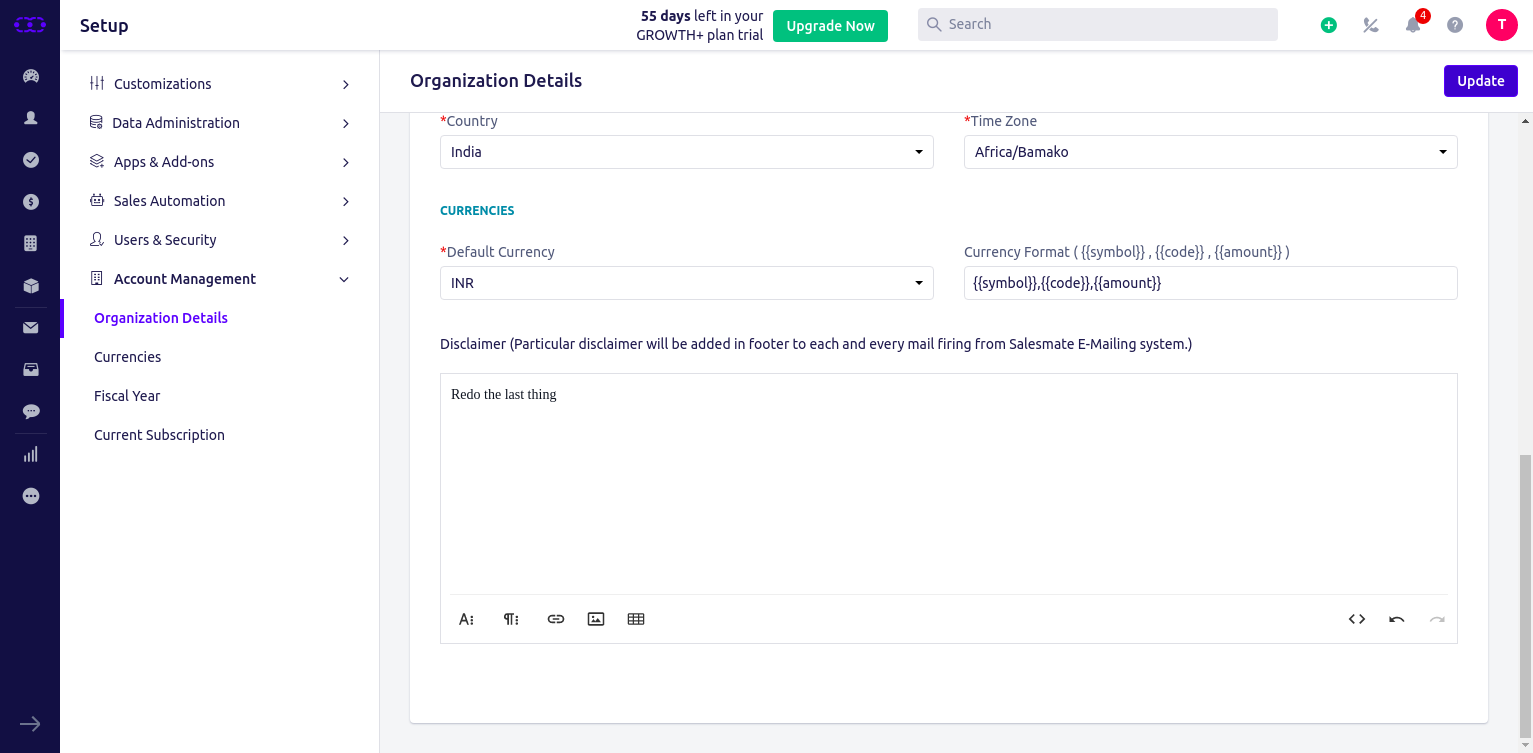 Setup
55 days left in your
GROWTH+ plan trial
Upgrade Now
Search
4
T
Customizations
Data Administration
Apps & Add-ons
Sales Automation
Users & Security
Account Management
Organization Details
Currencies
Fiscal Year
Current Subscription
Organization Details
Update
*Country
*Time Zone
India
Africa/Bamako
CURRENCIES
*Default Currency
Currency Format ( {{symbol}} , {{code}} , {{amount}} )
INR
{{symbol}},{{code}},{{amount}}
Disclaimer (Particular disclaimer will be added in footer to each and every mail firing from Salesmate E-Mailing system.)
Redo the last thing